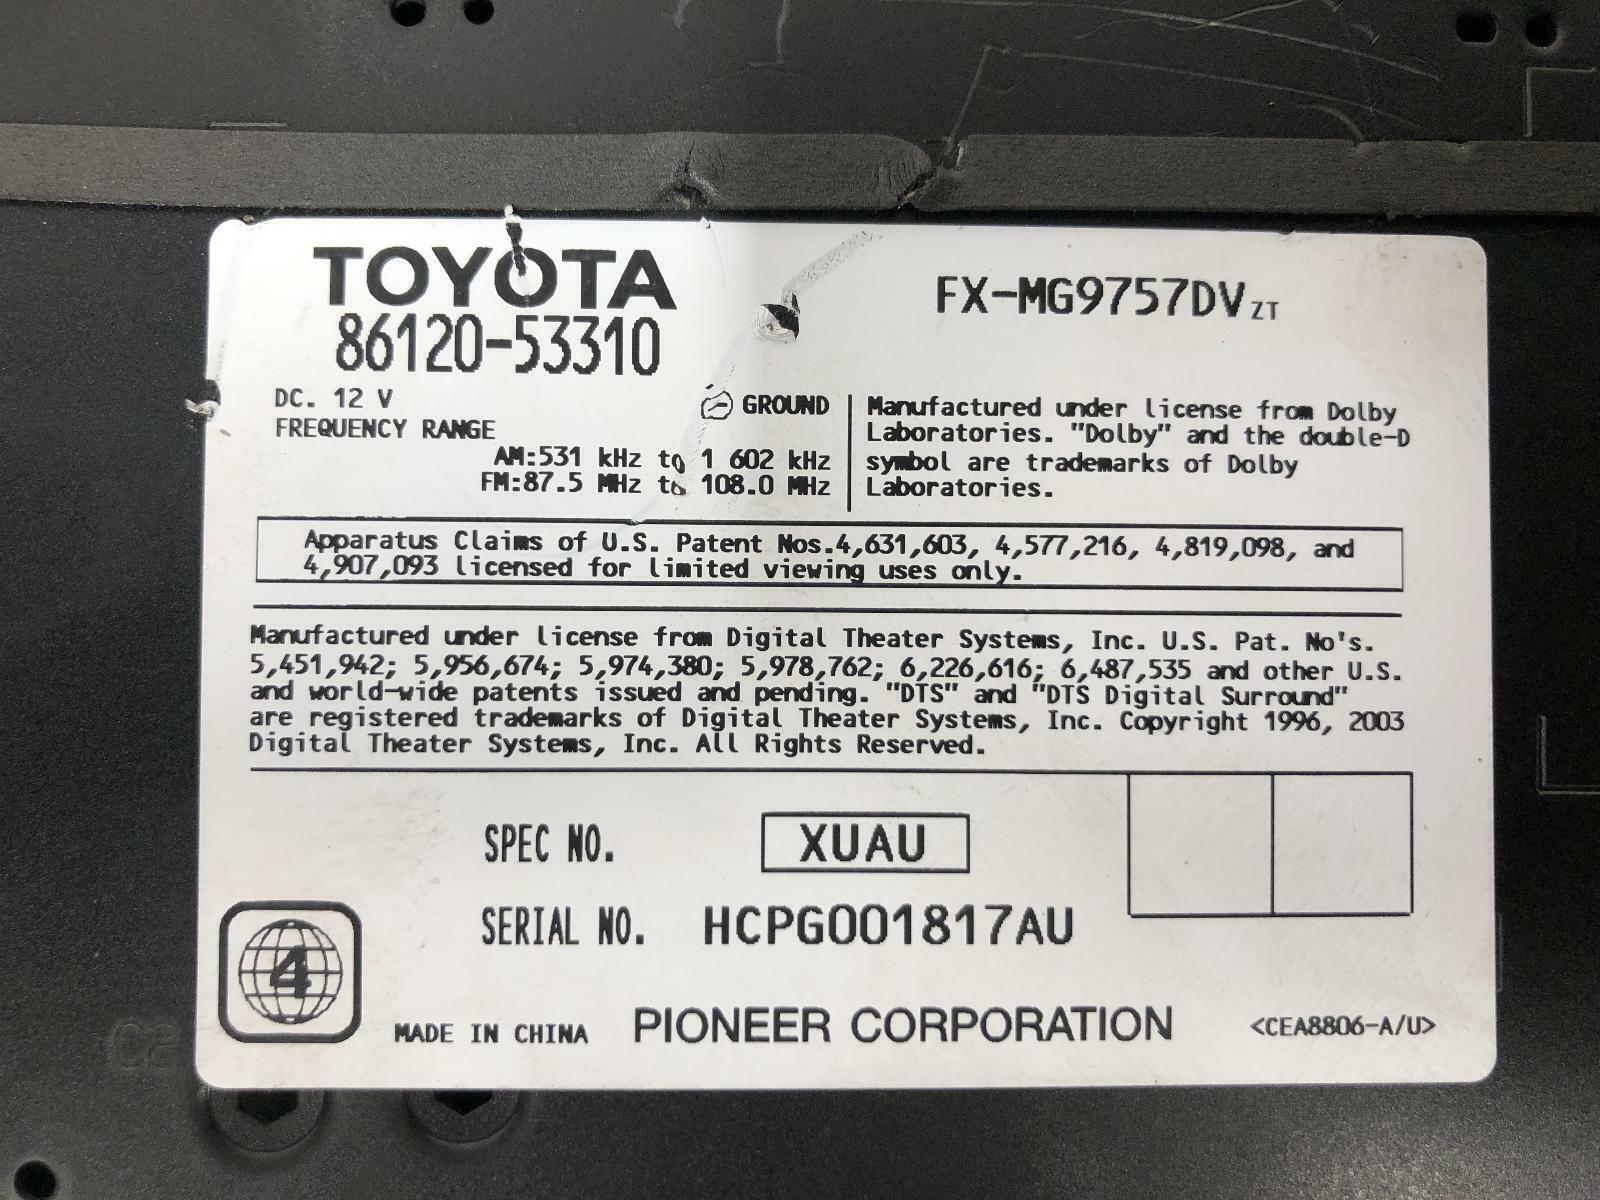 TOYOTA
86120-53310
FX-MG9757DV ZT
DC. 12 V
FREQUENCY RANGE
AM:531 kHz to 1 602 kHz
FM:87.5 MHz to 108.0 MHz
⊖ GROUND
Manufactured under license from Dolby
Laboratories. "Dolby" and the double-D
symbol are trademarks of Dolby
Laboratories.
Apparatus Claims of U.S. Patent Nos.4,631,603, 4,577,216, 4,819,098, and
4,907,093 licensed for limited viewing uses only.
Manufactured under license from Digital Theater Systems, Inc. U.S. Pat. No's.
5,451,942; 5,956,674; 5,974,380; 5,978,762; 6,226,616; 6,487,535 and other U.S.
and world-wide patents issued and pending. "DTS" and "DTS Digital Surround"
are registered trademarks of Digital Theater Systems, Inc. Copyright 1996, 2003
Digital Theater Systems, Inc. All Rights Reserved.
SPEC NO. XUAU
SERIAL NO. HCPG001817AU
4
MADE IN CHINA PIONEER CORPORATION <CEA8806-A/U>